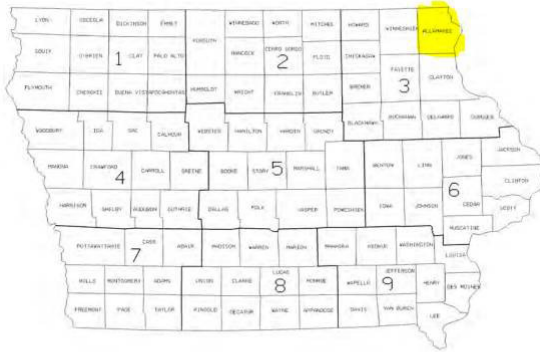 LYON OSCEOLA DICKINSON EMMET WINNEBAGO WORTH MITCHELL HOWARD WINNESHIEK ALLAMAKEE
KOSSUTH HANCOCK CERRO GORDO FLOYD CHICKASAW
SIOUX O'BRIEN 1 CLAY PALO ALTO 2 FAYETTE CLAYTON
3
PLYMOUTH CHEROKEE BUENA VISTA POCAHONTAS HUMBOLDT WRIGHT FRANKLIN BUTLER BREMER
BLACKHAWK BUCHANAN DELAWARE DUBUQUE
WOODBURY IDA SAC CALHOUN WEBSTER HAMILTON HARDIN GRUNDY
JACKSON
MONONA CRAWFORD CARROLL GREENE BOONE STORY 5 MARSHALL TAMA BENTON LINN JONES
4 CLINTON
6 CEDAR SCOTT
HARRISON SHELBY AUDUBON GUTHRIE DALLAS POLK JASPER POWESHIEK IOWA JOHNSON
MUSCATINE
POTTAWATTAMIE CASS ADAIR MADISON WARREN MARION MAHASKA KEOKUK WASHINGTON
7 LOUISA
MILLS MONTGOMERY ADAMS UNION CLARKE LUCAS MONROE WAPELLO JEFFERSON HENRY DES MOINES
8 9
FREEMONT PAGE TAYLOR RINGGOLD DECATUR WAYNE APPANOOSE DAVIS VAN BUREN LEE